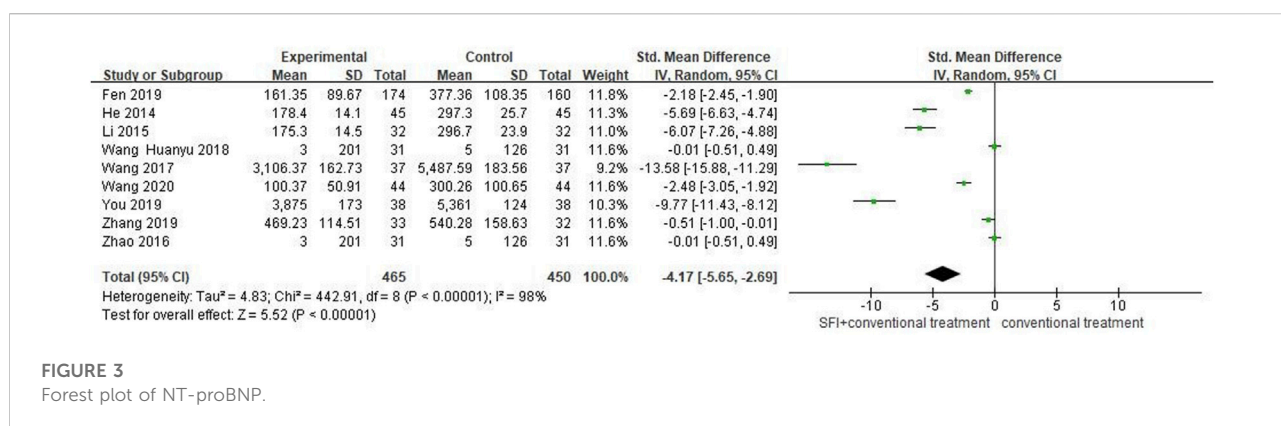 Experimental Control Std. Mean Difference Std. Mean Difference
Study or Subgroup Mean SD Total Mean SD Total Weight IV, Random, 95% CI IV, Random, 95% CI
Fen 2019 161.35 89.67 174 377.36 108.35 160 11.8% -2.18 [-2.45, -1.90]
He 2014 178.4 14.1 45 297.3 25.7 45 11.3% -5.69 [-6.63, -4.74]
Li 2015 175.3 14.5 32 296.7 23.9 32 11.0% -6.07 [-7.26, -4.88]
Wang Huanyu 2018 3 201 31 5 126 31 11.6% -0.01 [-0.51, 0.49]
Wang 2017 3,106.37 162.73 37 5,487.59 183.56 37 9.2% -13.58 [-15.88, -11.29]
Wang 2020 100.37 50.91 44 300.26 100.65 44 11.6% -2.48 [-3.05, -1.92]
You 2019 3,875 173 38 5,361 124 38 10.3% -9.77 [-11.43, -8.12]
Zhang 2019 469.23 114.51 33 540.28 158.63 32 11.6% -0.51 [-1.00, -0.01]
Zhao 2016 3 201 31 5 126 31 11.6% -0.01 [-0.51, 0.49]
Total (95% CI) 465 450 100.0% -4.17 [-5.65, -2.69]
Heterogeneity: Tau² = 4.83; Chi² = 442.91, df = 8 (P < 0.00001); I² = 98%
Test for overall effect: Z = 5.52 (P < 0.00001)
-10 -5 0 5 10
SFI+conventional treatment conventional treatment
FIGURE 3
Forest plot of NT-proBNP.